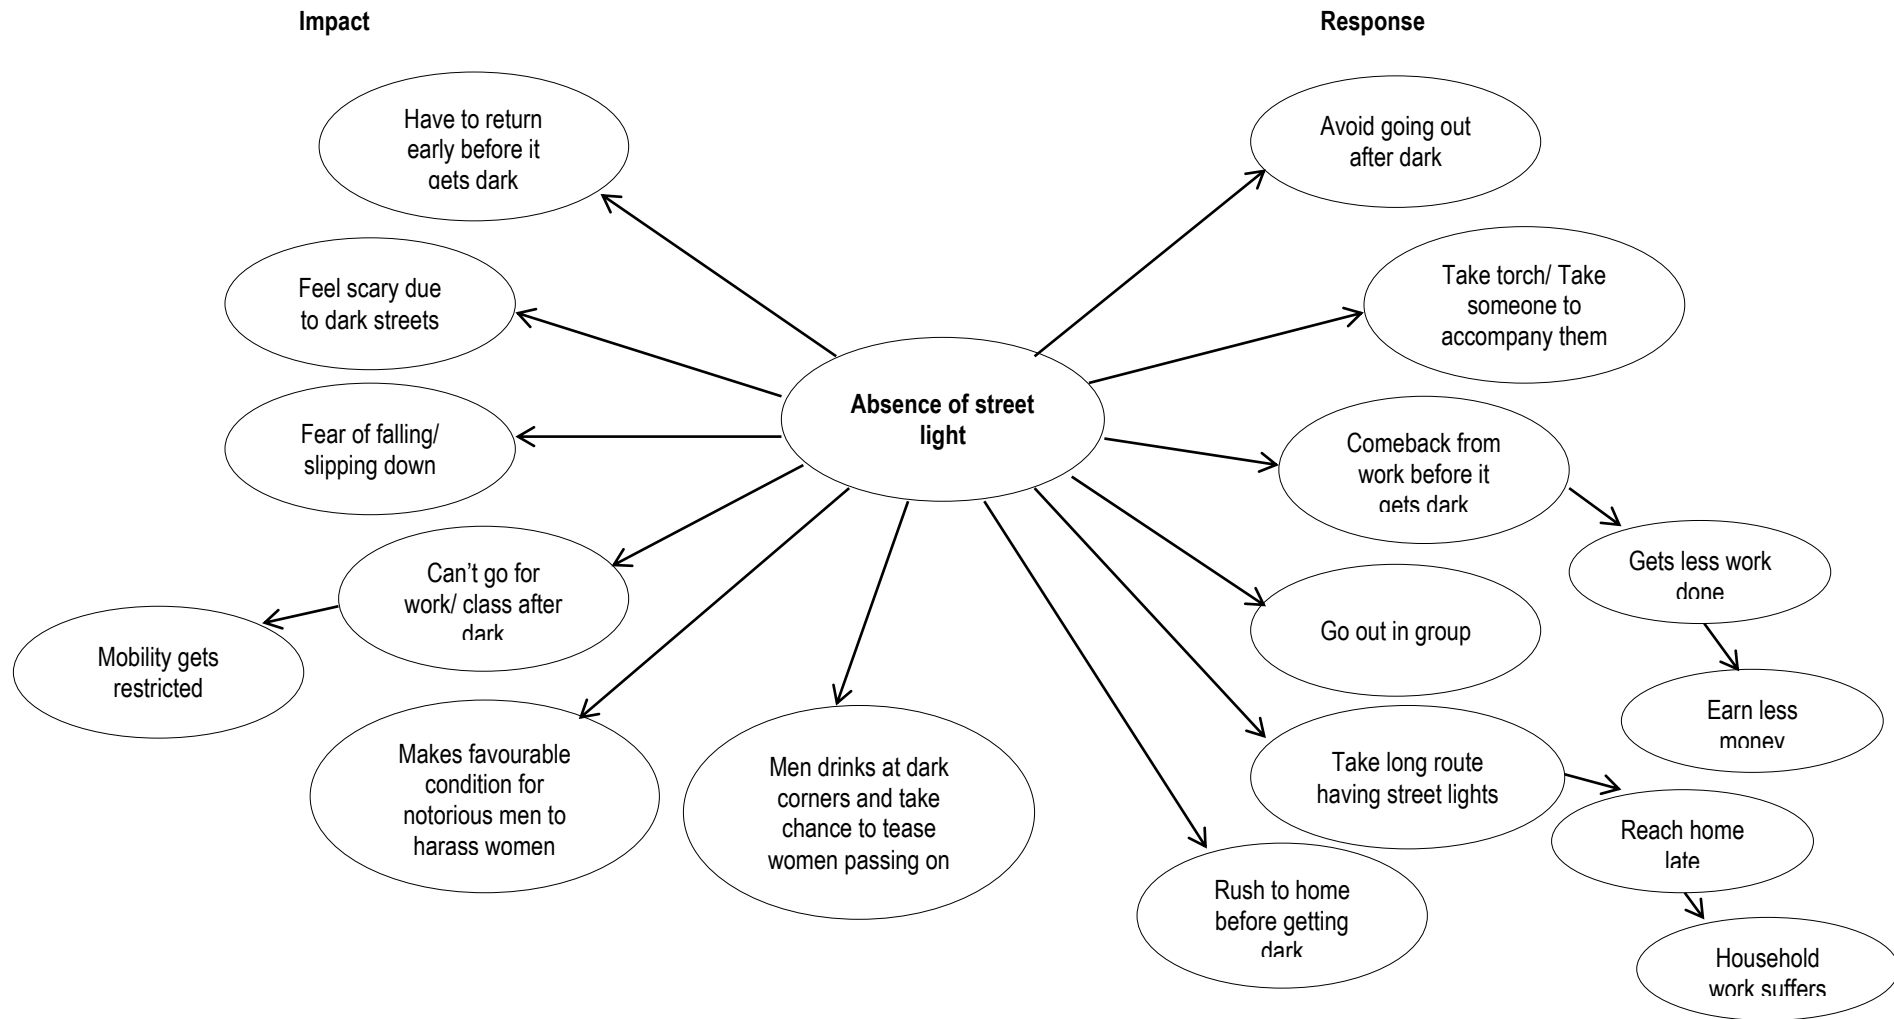 Impact
Response
Have to return
early before it
gets dark
Avoid going out
after dark
Feel scary due
to dark streets
Take torch/ Take
someone to
accompany them
Absence of street
light
Fear of falling/
slipping down
Comeback from
work before it
gets dark
Can't go for
work/ class after
dark
Gets less work
done
Mobility gets
restricted
Go out in group
Earn less
money
Makes favourable
condition for
notorious men to
harass women
Men drinks at dark
corners and take
chance to tease
women passing on
Take long route
having street lights
Reach home
late
Rush to home
before getting
dark
Household
work suffers